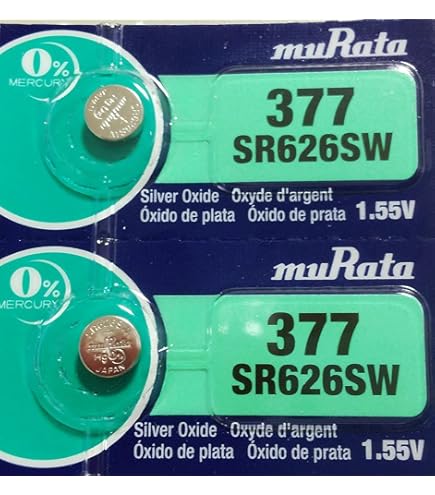 muRata
0%
MERCURY
377
SR626SW
Silver Oxide Oxyde d'argent
Óxido de plata Óxido de prata 1.55V
muRata
0%
MERCURY
377
SR626SW
JAPAN
Silver Oxide Oxyde d'argent
Óxido de plata Óxido de prata 1.55V